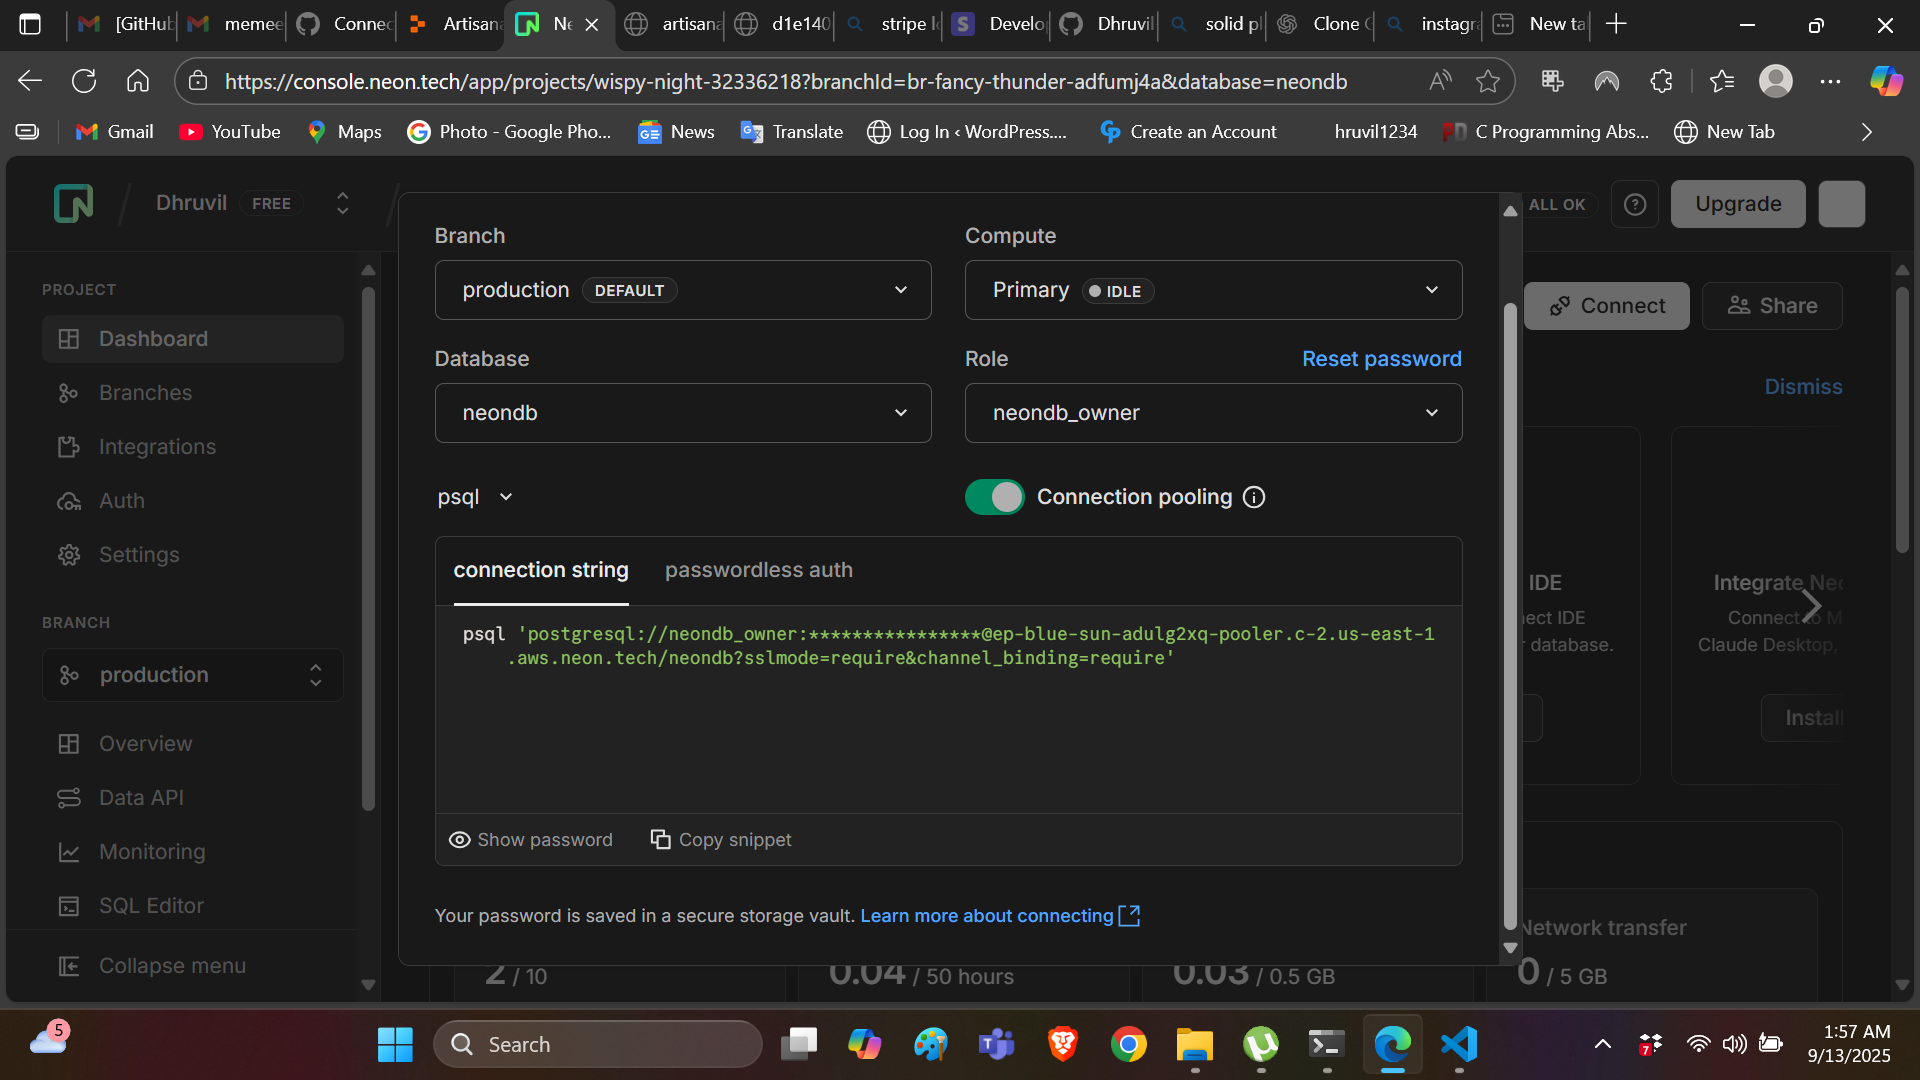 [GitHub
memee
Connec
Artisan
Ne
artisana
d1e140
stripe l
Develo
Dhruvil
solid pl
Clone
instagra
New ta
https://console.neon.tech/app/projects/wispy-night-32336218?branchId=br-fancy-thunder-adfumj4a&database=neondb
Gmail
YouTube
Maps
Photo - Google Pho...
News
Translate
Log In ‹ WordPress....
Create an Account
hruvil1234
C Programming Abs...
New Tab
Dhruvil FREE
ALL OK
Upgrade
PROJECT
Dashboard
Branches
Integrations
Auth
Settings
BRANCH
production
Overview
Data API
Monitoring
SQL Editor
Collapse menu
Branch
production DEFAULT
Compute
Primary IDLE
Database
neondb
Role
Reset password
neondb_owner
psql
Connection pooling
connection string
passwordless auth
psql 'postgresql://neondb_owner:****************@ep-blue-sun-adulg2xq-pooler.c-2.us-east-1
.aws.neon.tech/neondb?sslmode=require&channel_binding=require'
Show password
Copy snippet
Your password is saved in a secure storage vault. Learn more about connecting
Connect
Share
Dismiss
IDE
nect IDE
database.
Integrate Neo
Connect to M
Claude Desktop,
Install
Network transfer
2 / 10
0.04 / 50 hours
0.03 / 0.5 GB
0 / 5 GB
5
Search
7
1:57 AM
9/13/2025